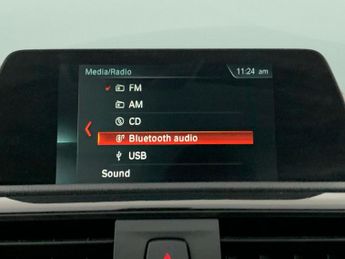 Media/Radio 11:24 am
FM
AM
CD
Bluetooth audio
USB
Sound